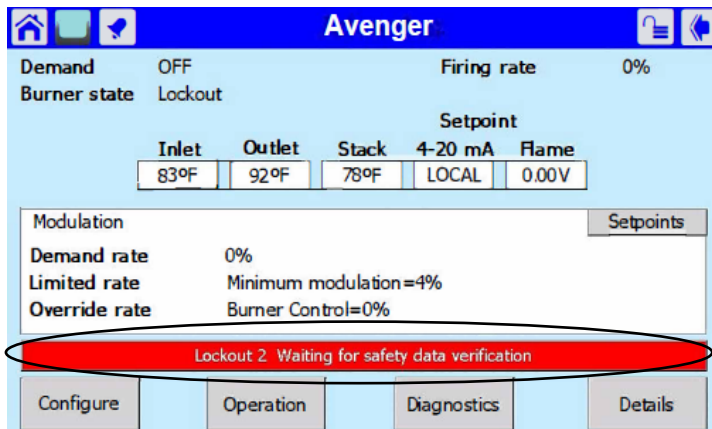 Avenger
Demand OFF Firing rate 0%
Burner state Lockout
Setpoint
Inlet Outlet Stack 4-20 mA Flame
83ºF 92ºF 78ºF LOCAL 0.00V
Modulation Setpoints
Demand rate 0%
Limited rate Minimum modulation=4%
Override rate Burner Control=0%
Lockout 2 Waiting for safety data verification
Configure Operation Diagnostics Details